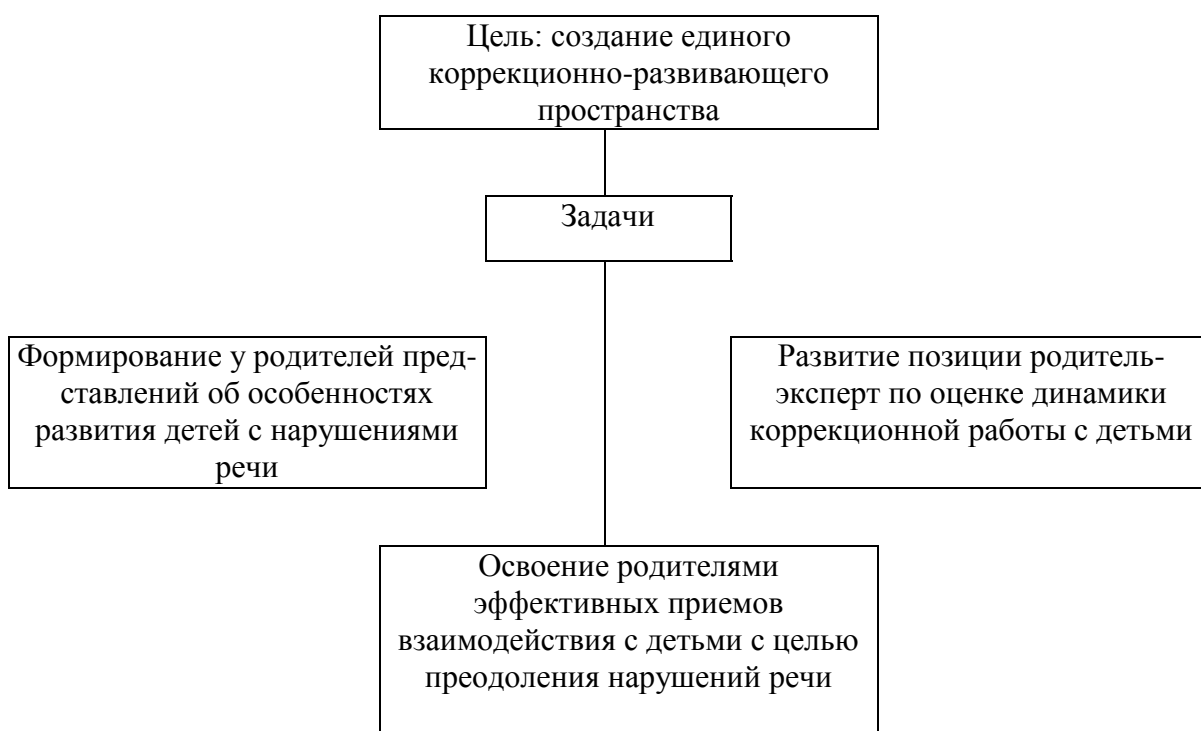 Цель: создание единого
коррекционно-развивающего
пространства
Задачи
Формирование у родителей пред-
ставлений об особенностях
развития детей с нарушениями
речи
Развитие позиции родитель-
эксперт по оценке динамики
коррекционной работы с детьми
Освоение родителями
эффективных приемов
взаимодействия с детьми с целью
преодоления нарушений речи